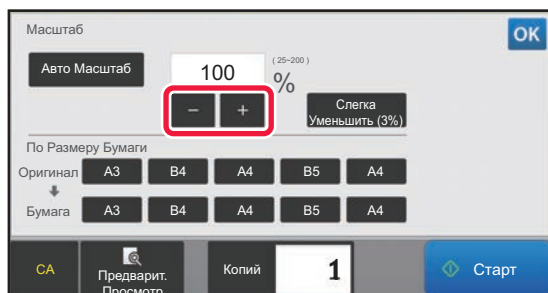 Масштаб
OK
Авто Масштаб
100
(25~200)
%
−
+
Слегка
Уменьшить (3%)
По Размеру Бумаги
Оригинал A3 B4 A4 B5 A4
Бумага A3 B4 A4 B5 A4
CA
Предварит.
Просмотр
Копий
1
Старт